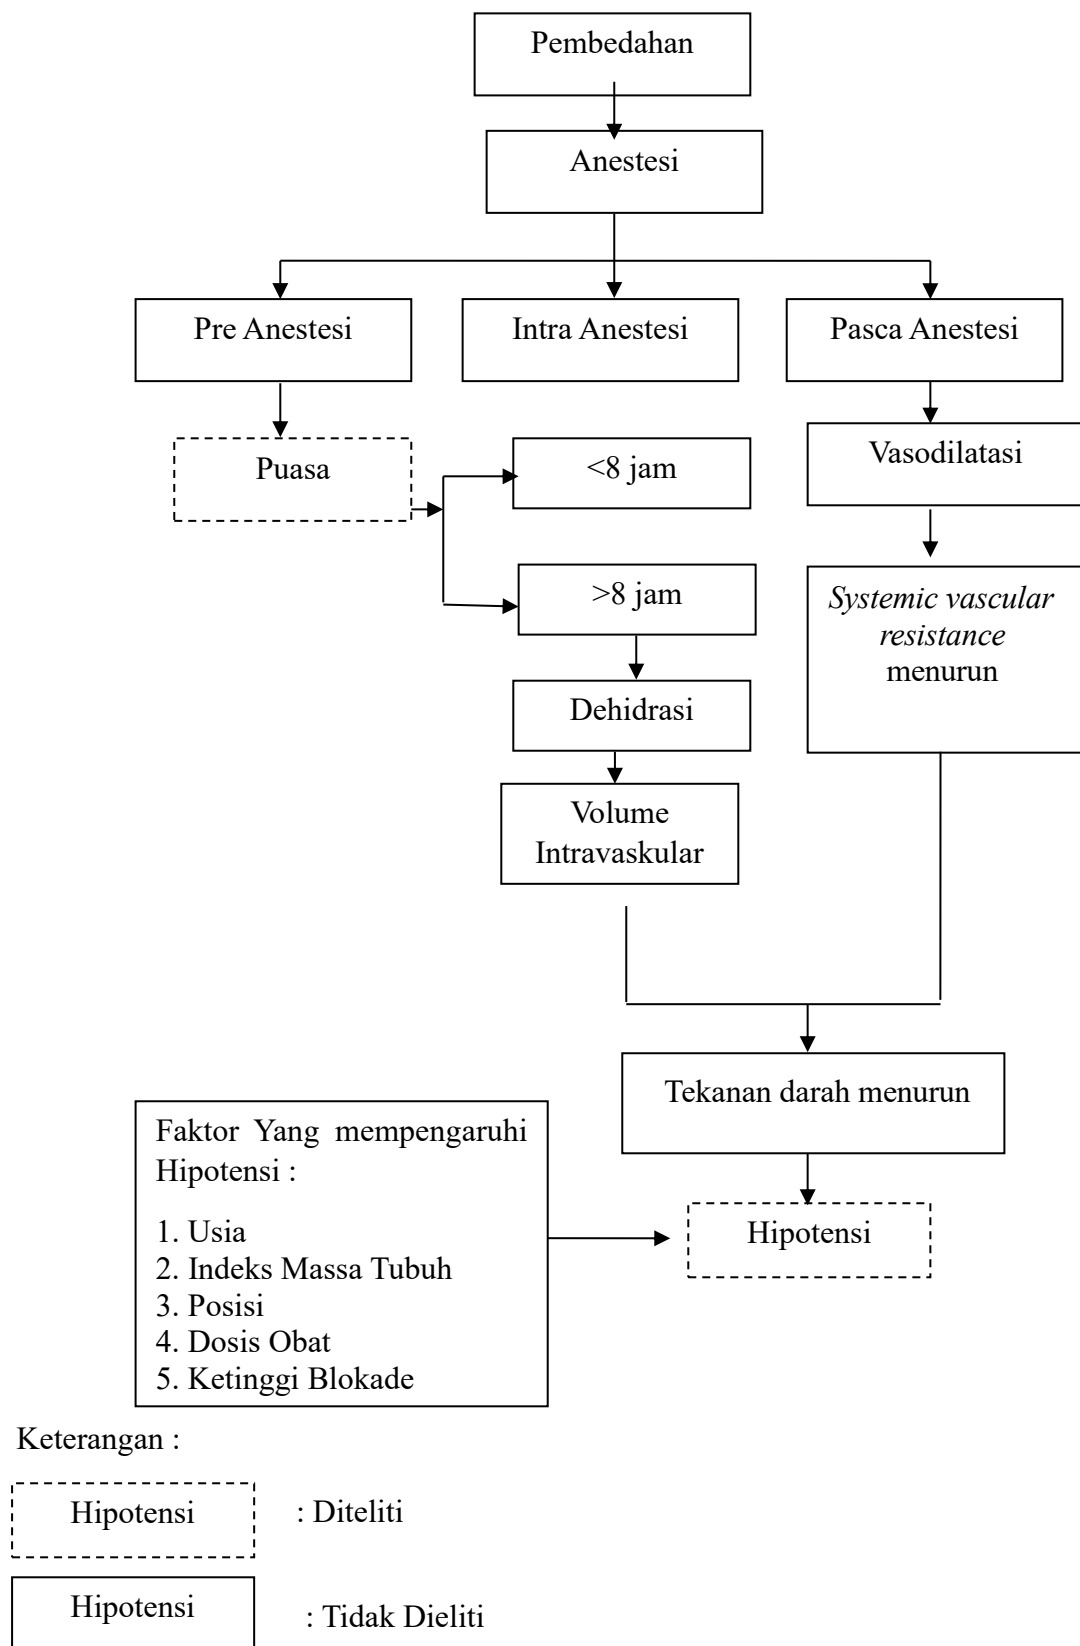 Pembedahan
Anestesi
Pre Anestesi
Intra Anestesi
Pasca Anestesi
Puasa
<8 jam
Vasodilatasi
>8 jam
Systemic vascular
resistance
menurun
Dehidrasi
Volume
Intravaskular
Tekanan darah menurun
Faktor Yang mempengaruhi
Hipotensi :
1. Usia
2. Indeks Massa Tubuh
3. Posisi
4. Dosis Obat
5. Ketinggi Blokade
Hipotensi
Keterangan :
Hipotensi : Diteliti
Hipotensi : Tidak Dieliti